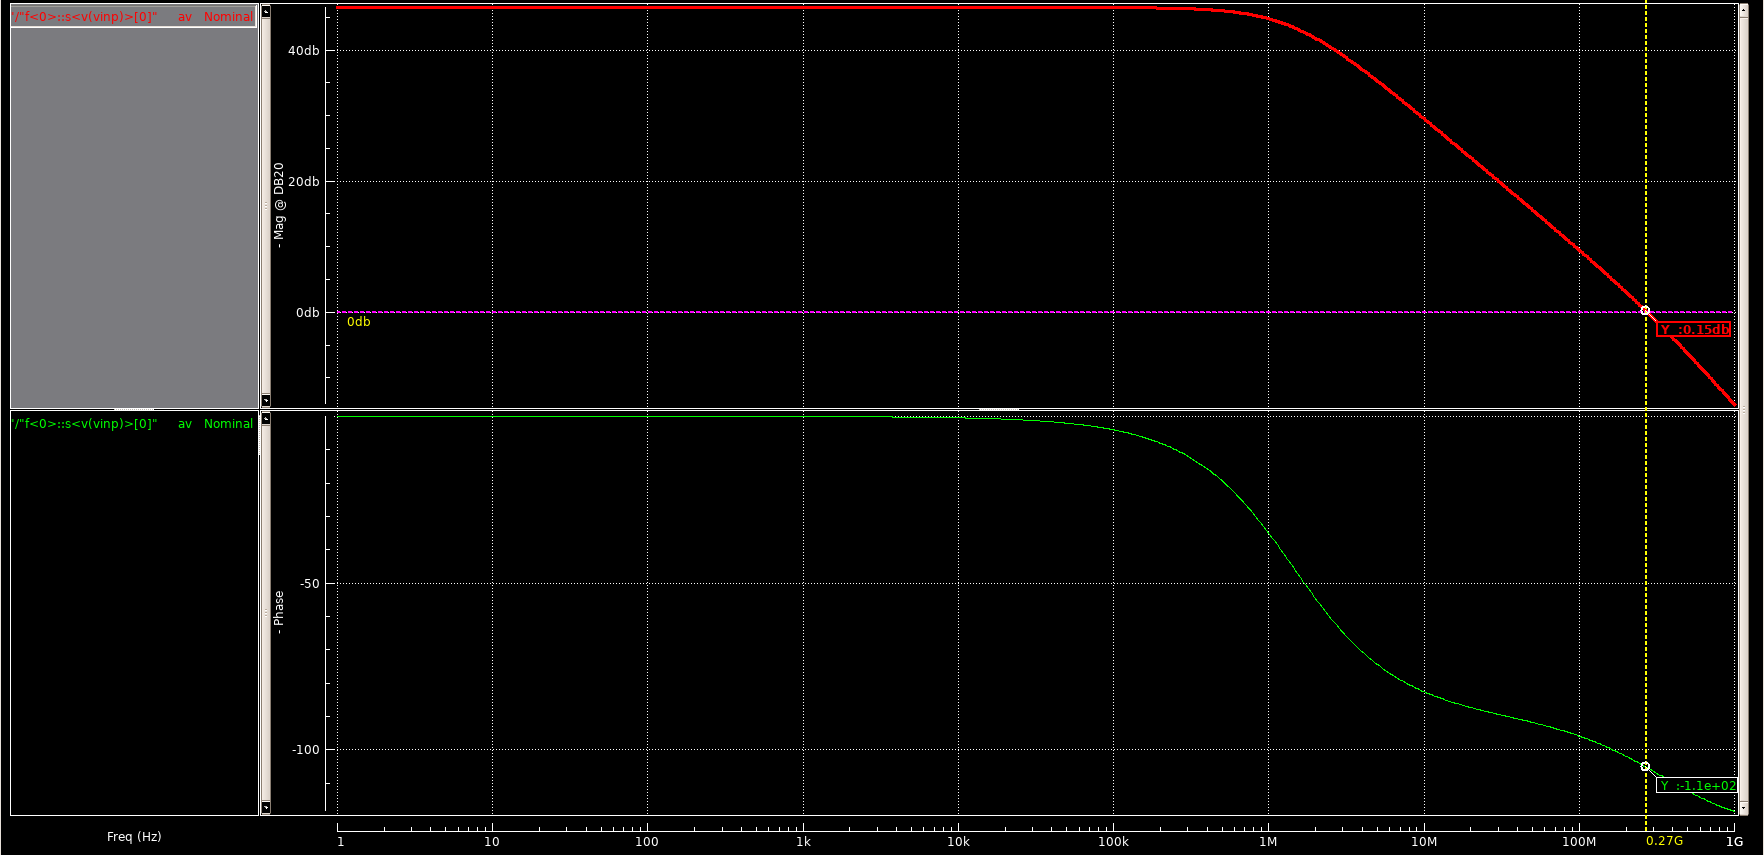 '/"f<0>::s<v(vinp)>[0]" av Nominal
- Mag @ DB20
40db
20db
0db
0db
Y :0.15db
'/"f<0>::s<v(vinp)>[0]" av Nominal
- Phase
-50
-100
Y :-1.1e+02
Freq (Hz)
1 10 100 1k 10k 100k 1M 10M 100M 0.27G 1G